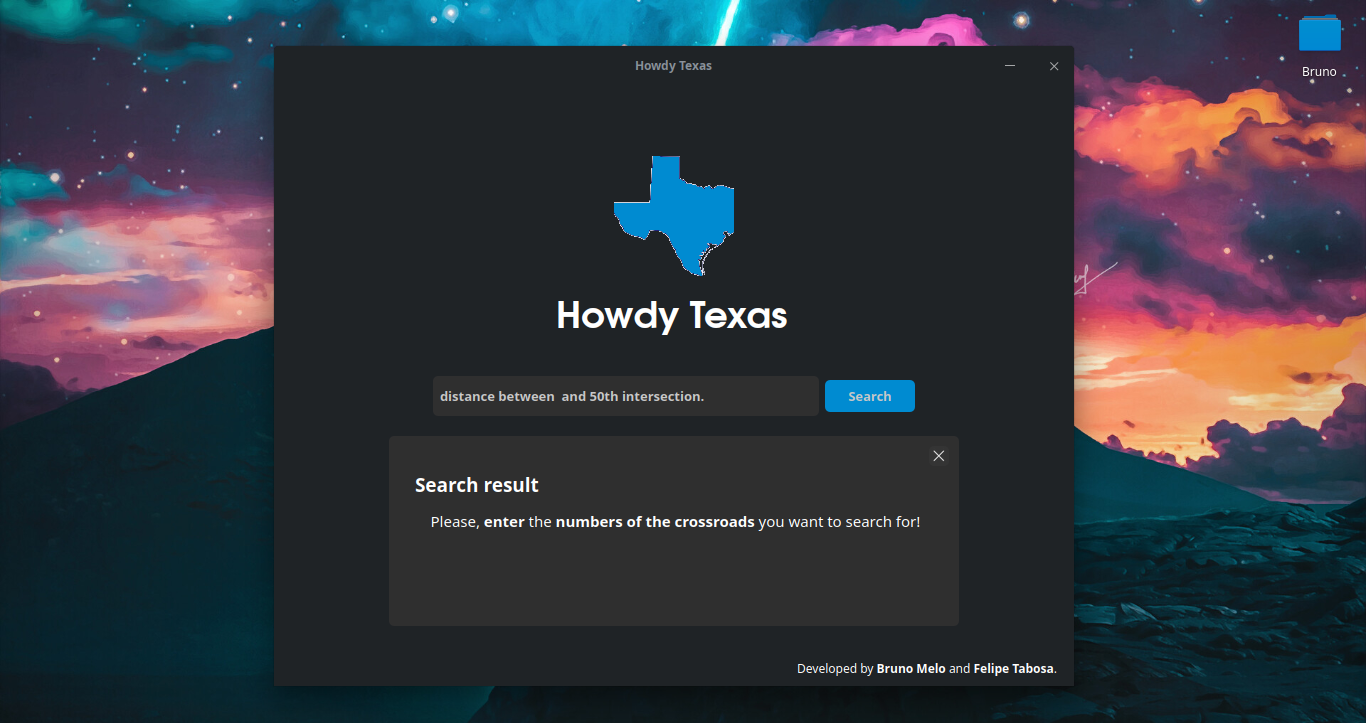 Howdy Texas
Bruno
Howdy Texas
distance between  and 50th intersection.
Search
Search result
Please, enter the numbers of the crossroads you want to search for!
Developed by Bruno Melo and Felipe Tabosa.